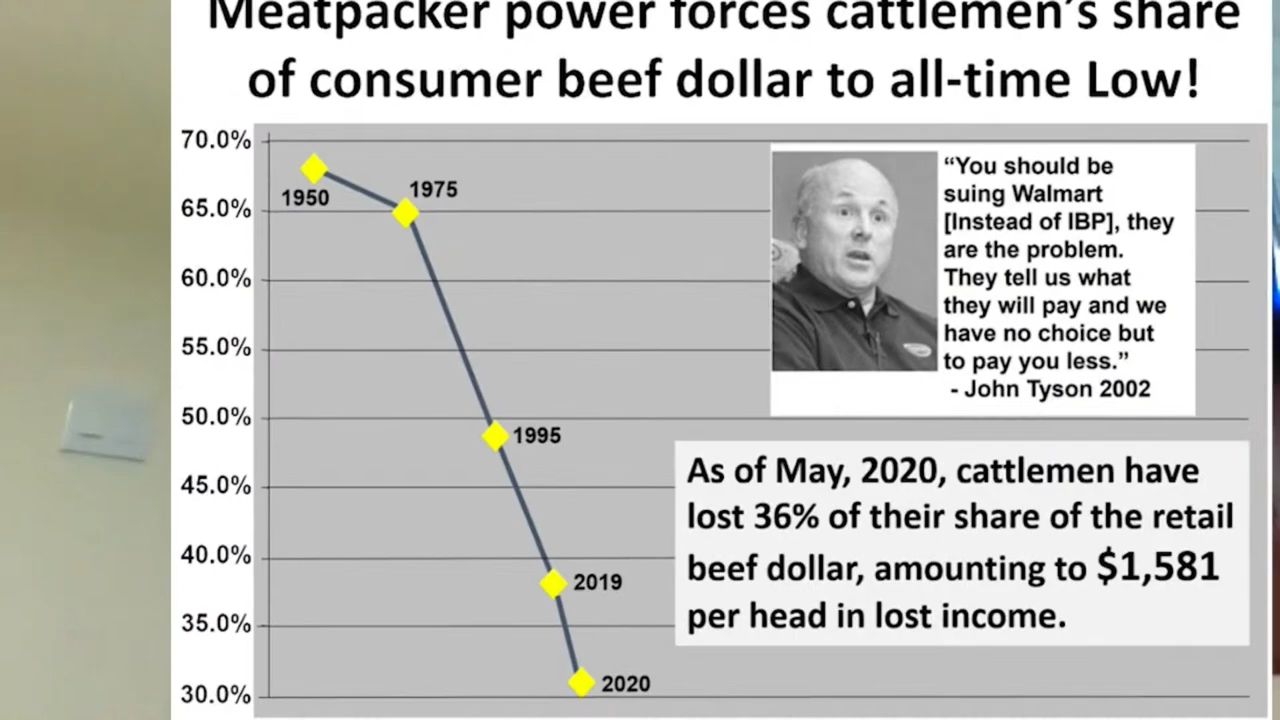 Meatpacker power forces cattlemen's share
of consumer beef dollar to all-time Low!
70.0%
65.0%
60.0%
55.0%
50.0%
45.0%
40.0%
35.0%
30.0%
1950
1975
1995
2019
2020
“You should be
suing Walmart
[Instead of IBP], they
are the problem.
They tell us what
they will pay and we
have no choice but
to pay you less.”
- John Tyson 2002
As of May, 2020, cattlemen have
lost 36% of their share of the retail
beef dollar, amounting to $1,581
per head in lost income.